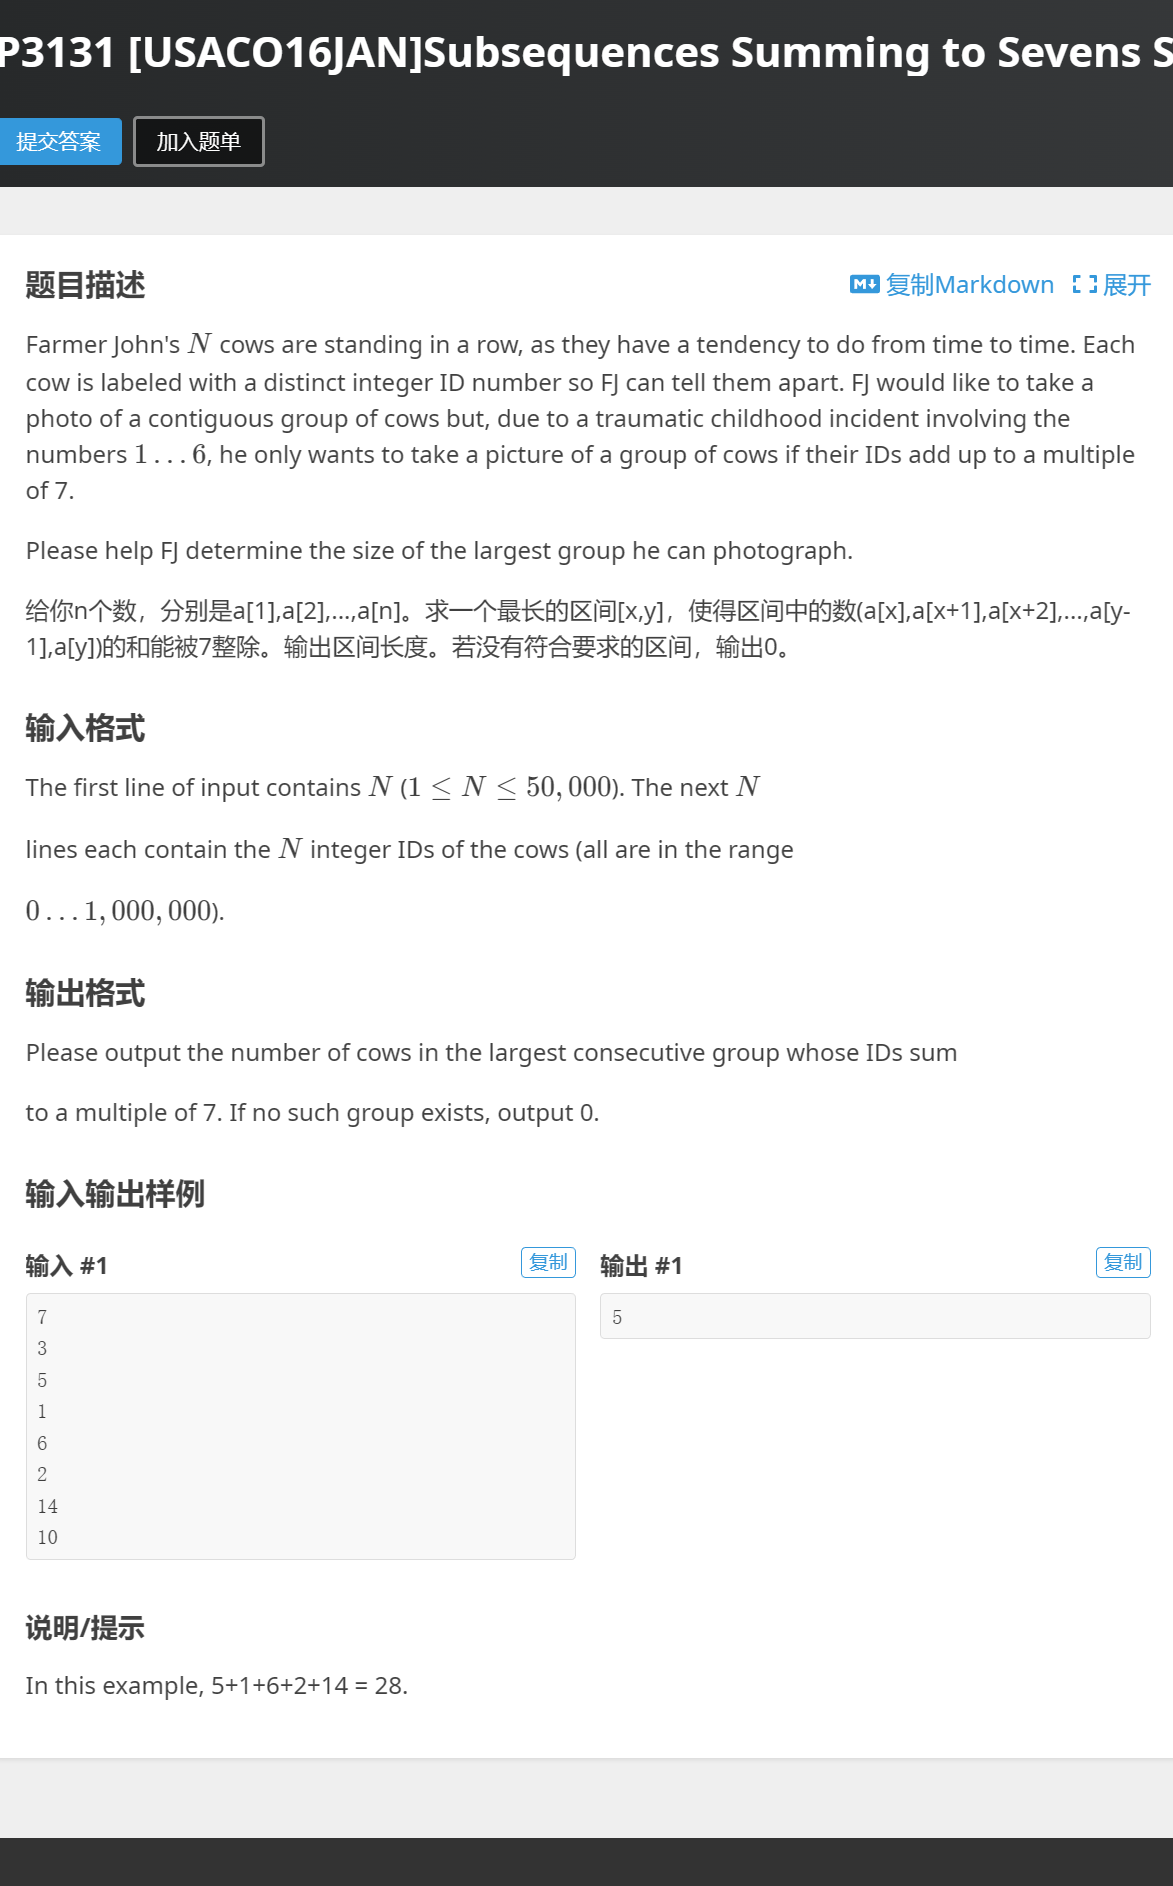 P3131 [USACO16JAN]Subsequences Summing to Sevens S
提交答案 加入题单
题目描述 复制Markdown 展开
Farmer John's N cows are standing in a row, as they have a tendency to do from time to time. Each
cow is labeled with a distinct integer ID number so FJ can tell them apart. FJ would like to take a
photo of a contiguous group of cows but, due to a traumatic childhood incident involving the
numbers 1…6, he only wants to take a picture of a group of cows if their IDs add up to a multiple
of 7.
Please help FJ determine the size of the largest group he can photograph.
给你n个数，分别是a[1],a[2],...,a[n]。求一个最长的区间[x,y]，使得区间中的数(a[x],a[x+1],a[x+2],...,a[y-
1],a[y])的和能被7整除。输出区间长度。若没有符合要求的区间，输出0。
输入格式
The first line of input contains N (1 ≤ N ≤ 50,000). The next N
lines each contain the N integer IDs of the cows (all are in the range
0…1,000,000).
输出格式
Please output the number of cows in the largest consecutive group whose IDs sum
to a multiple of 7. If no such group exists, output 0.
输入输出样例
输入 #1 复制 输出 #1 复制
7 5
3
5
1
6
2
14
10
说明/提示
In this example, 5+1+6+2+14 = 28.